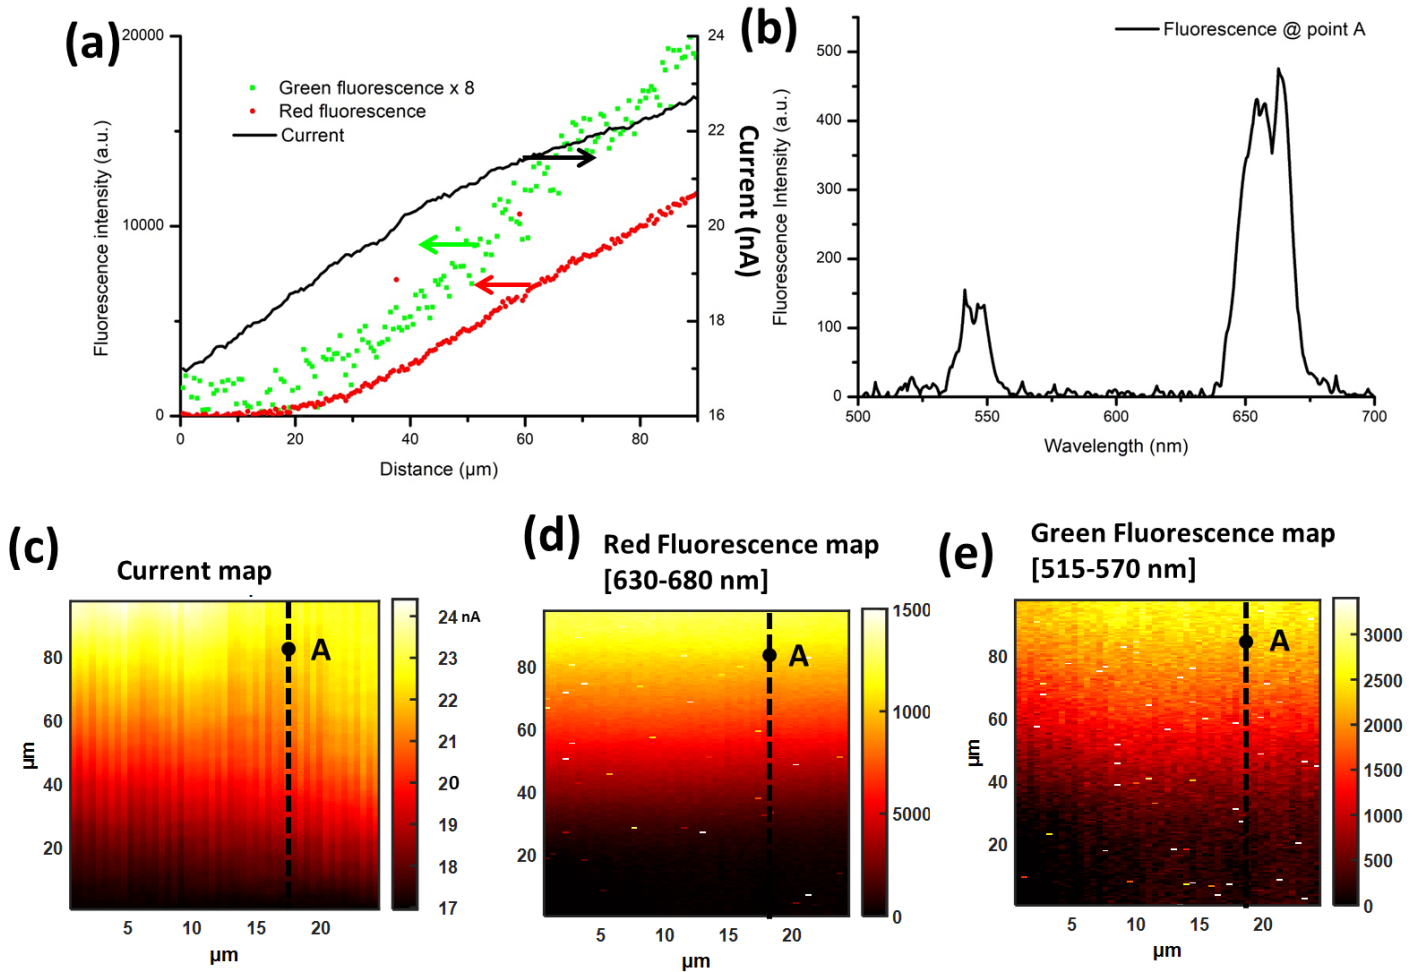 (a)
20000
10000
0
Fluorescence intensity (a.u.)
Green fluorescence x 8
Red fluorescence
Current
24
22
20
18
16
Current (nA)
0
20
40
60
80
Distance (µm)
(b)
Fluorescence @ point A
500
400
300
200
100
0
Fluorescence Intensity (a.u.)
500
550
600
650
700
Wavelength (nm)
(c)
Current map
A
80
60
40
20
µm
5
10
15
20
µm
24 nA
23
22
21
20
19
18
17
(d)
Red Fluorescence map
[630-680 nm]
A
80
60
40
20
5
10
15
20
µm
1500
1000
5000
0
(e)
Green Fluorescence map
[515-570 nm]
A
80
60
40
20
µm
5
10
15
20
µm
3000
2500
2000
1500
1000
500
0